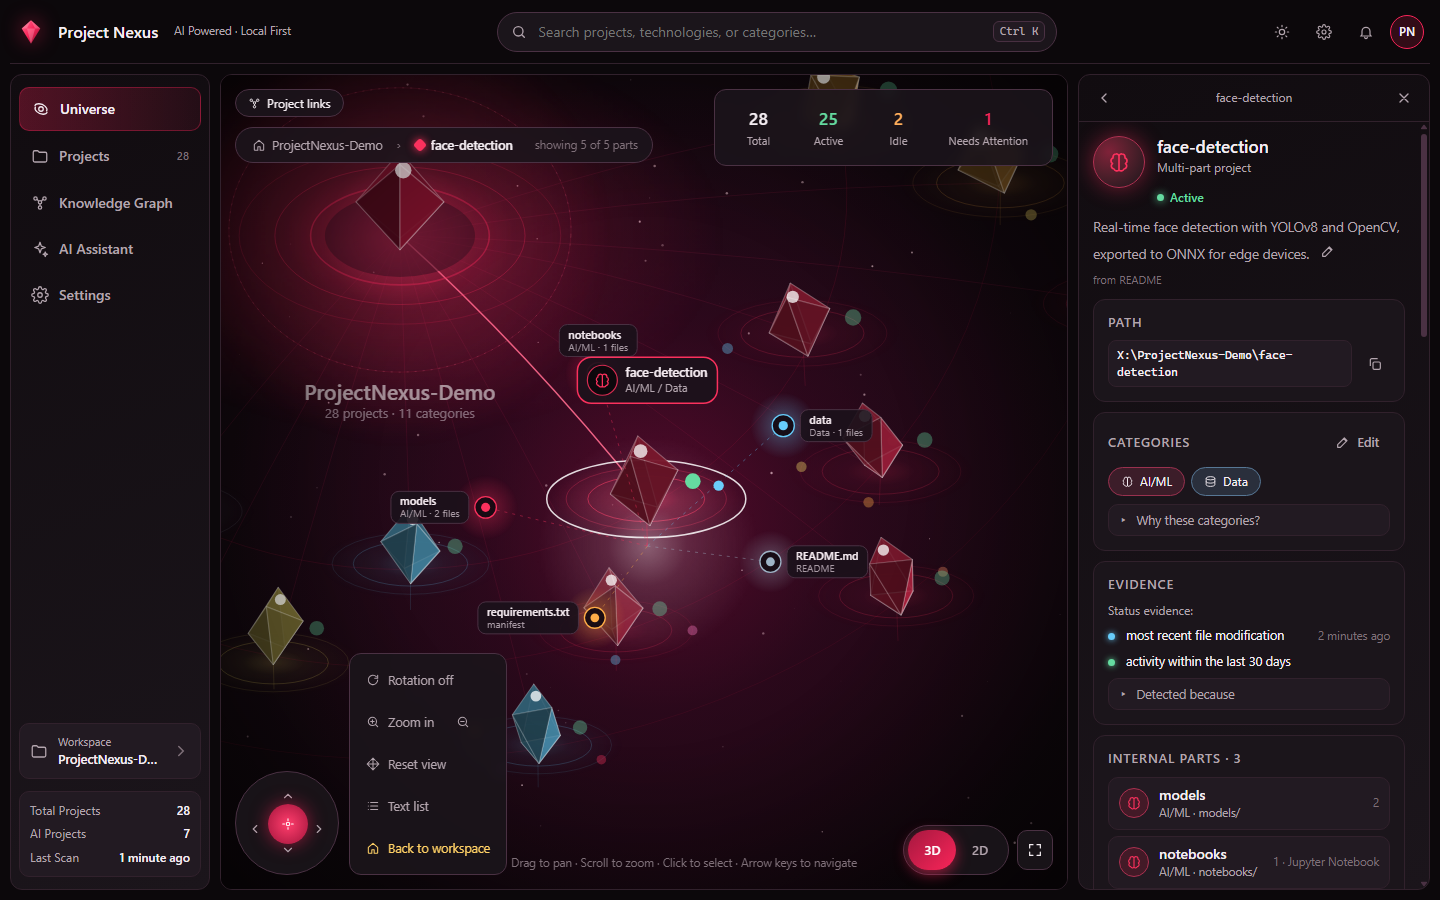 Project Nexus
AI Powered · Local First
Search projects, technologies, or categories...
Ctrl K
PN
Universe
Projects 28
Knowledge Graph
AI Assistant
Settings
Workspace
ProjectNexus-D...
Total Projects 28
AI Projects 7
Last Scan 1 minute ago
Project links
ProjectNexus-Demo › face-detection showing 5 of 5 parts
28 25 2 1
Total Active Idle Needs Attention
notebooks
AI/ML · 1 files
face-detection
AI/ML / Data
ProjectNexus-Demo
28 projects · 11 categories
data
Data · 1 files
models
AI/ML · 2 files
README.md
README
requirements.txt
manifest
Rotation off
Zoom in
Reset view
Text list
Back to workspace
Drag to pan · Scroll to zoom · Click to select · Arrow keys to navigate
3D 2D
face-detection
face-detection
Multi-part project
Active
Real-time face detection with YOLOv8 and OpenCV,
exported to ONNX for edge devices.
from README
PATH
X:\ProjectNexus-Demo\face-
detection
CATEGORIES Edit
AI/ML Data
Why these categories?
EVIDENCE
Status evidence:
most recent file modification 2 minutes ago
activity within the last 30 days
Detected because
INTERNAL PARTS · 3
models
AI/ML · models/ 2
notebooks
AI/ML · notebooks/ 1 · Jupyter Notebook